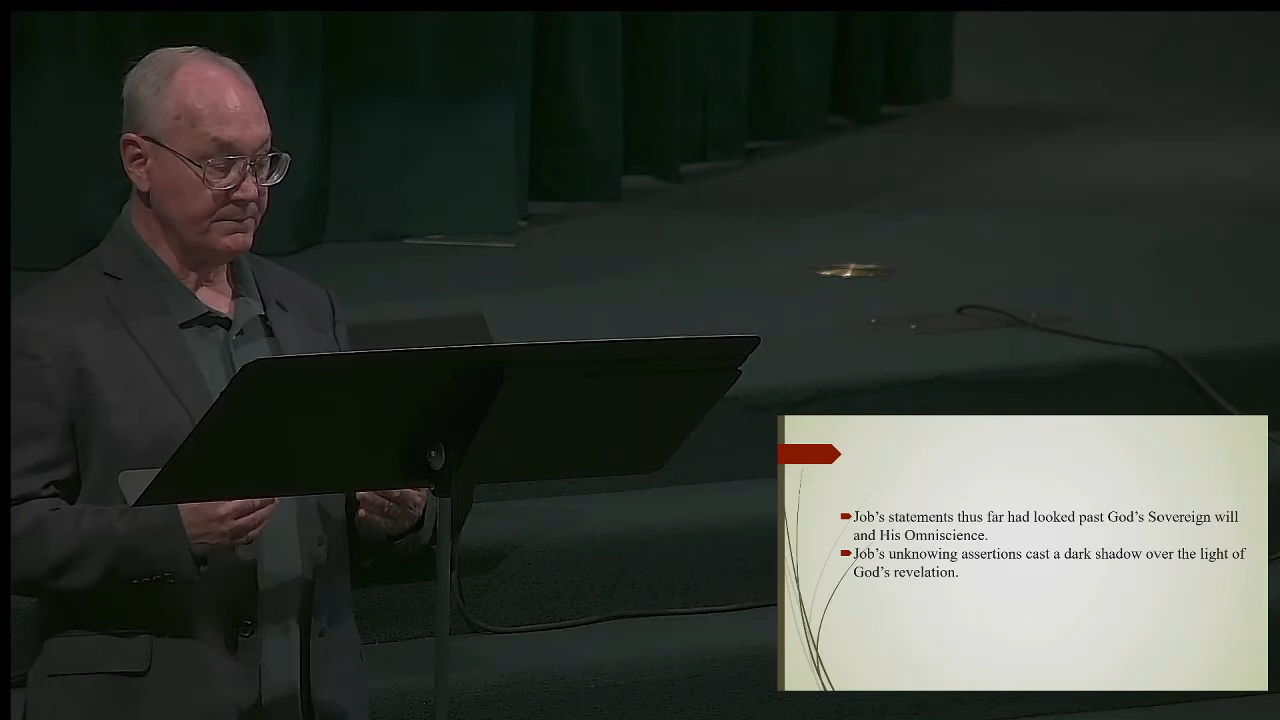 Job’s statements thus far had looked past God’s Sovereign will
and His Omniscience.
Job’s unknowing assertions cast a dark shadow over the light of
God’s revelation.